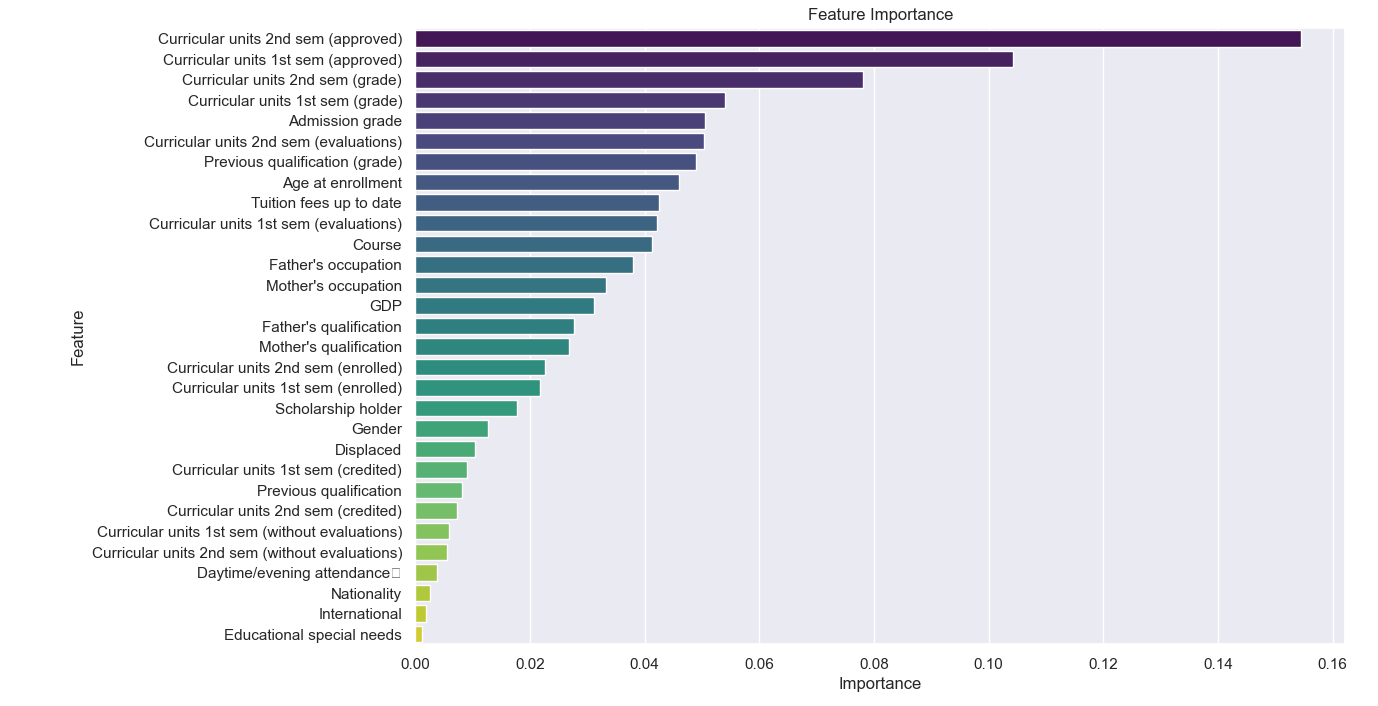 Feature Importance
Curricular units 2nd sem (approved)
Curricular units 1st sem (approved)
Curricular units 2nd sem (grade)
Curricular units 1st sem (grade)
Admission grade
Curricular units 2nd sem (evaluations)
Previous qualification (grade)
Age at enrollment
Tuition fees up to date
Curricular units 1st sem (evaluations)
Course
Father's occupation
Mother's occupation
GDP
Father's qualification
Mother's qualification
Curricular units 2nd sem (enrolled)
Curricular units 1st sem (enrolled)
Scholarship holder
Gender
Displaced
Curricular units 1st sem (credited)
Previous qualification
Curricular units 2nd sem (credited)
Curricular units 1st sem (without evaluations)
Curricular units 2nd sem (without evaluations)
Daytime/evening attendance▯
Nationality
International
Educational special needs
Feature
0.00 0.02 0.04 0.06 0.08 0.10 0.12 0.14 0.16
Importance